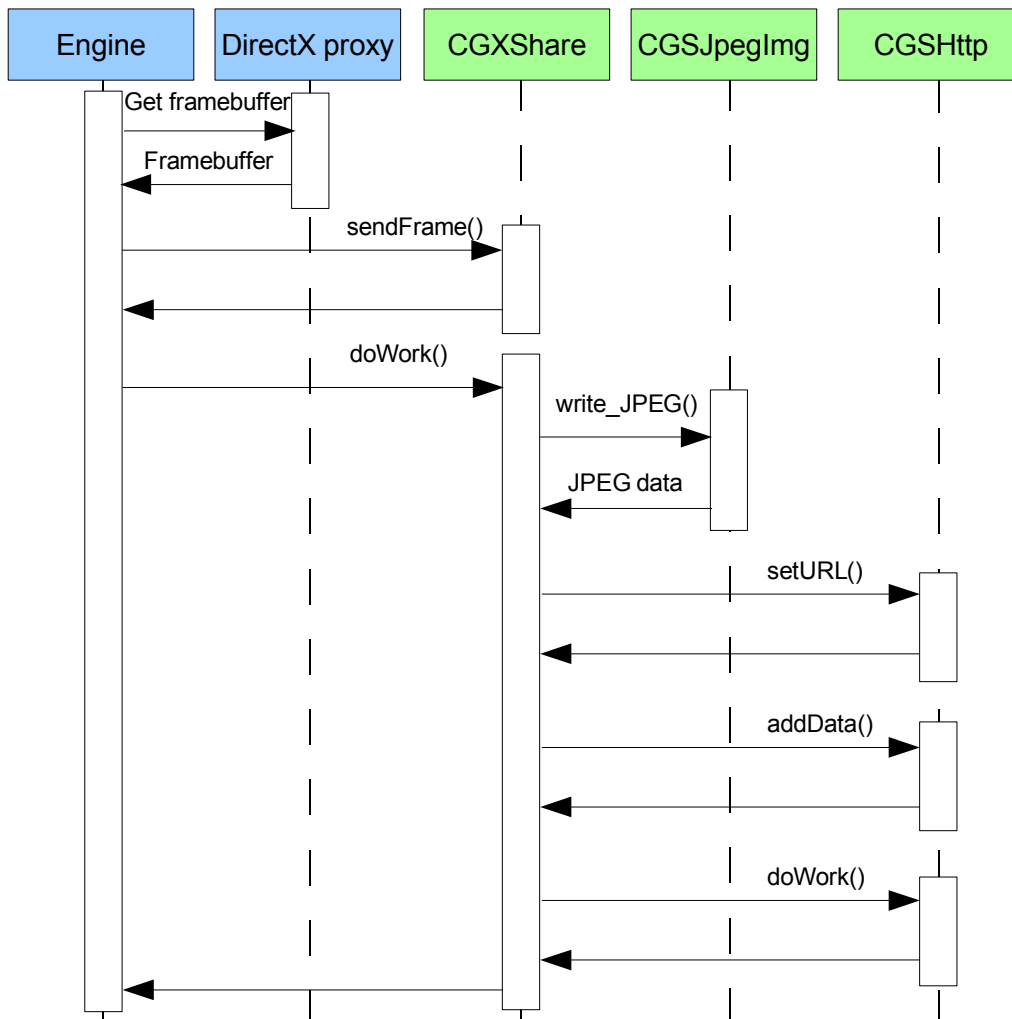 Engine
DirectX proxy
CGXShare
CGSJpegImg
CGSHttp
Get framebuffer
Framebuffer
sendFrame()
doWork()
write_JPEG()
JPEG data
setURL()
addData()
doWork()